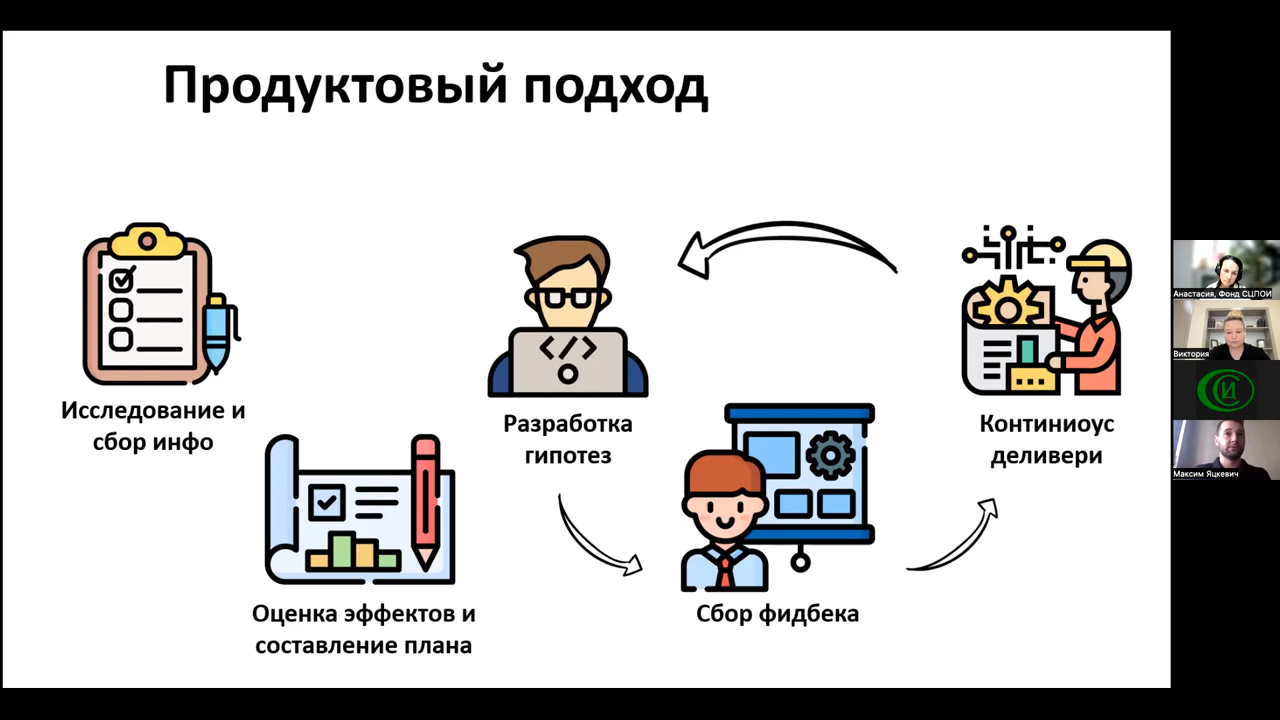 Продуктовый подход
Исследование и
сбор инфо
Оценка эффектов и
составление плана
Разработка
гипотез
Сбор фидбека
Континиоус
деливери
Анастасия, Фонд СЦПОИ
Виктория
СИЦ
Максим Яцкевич